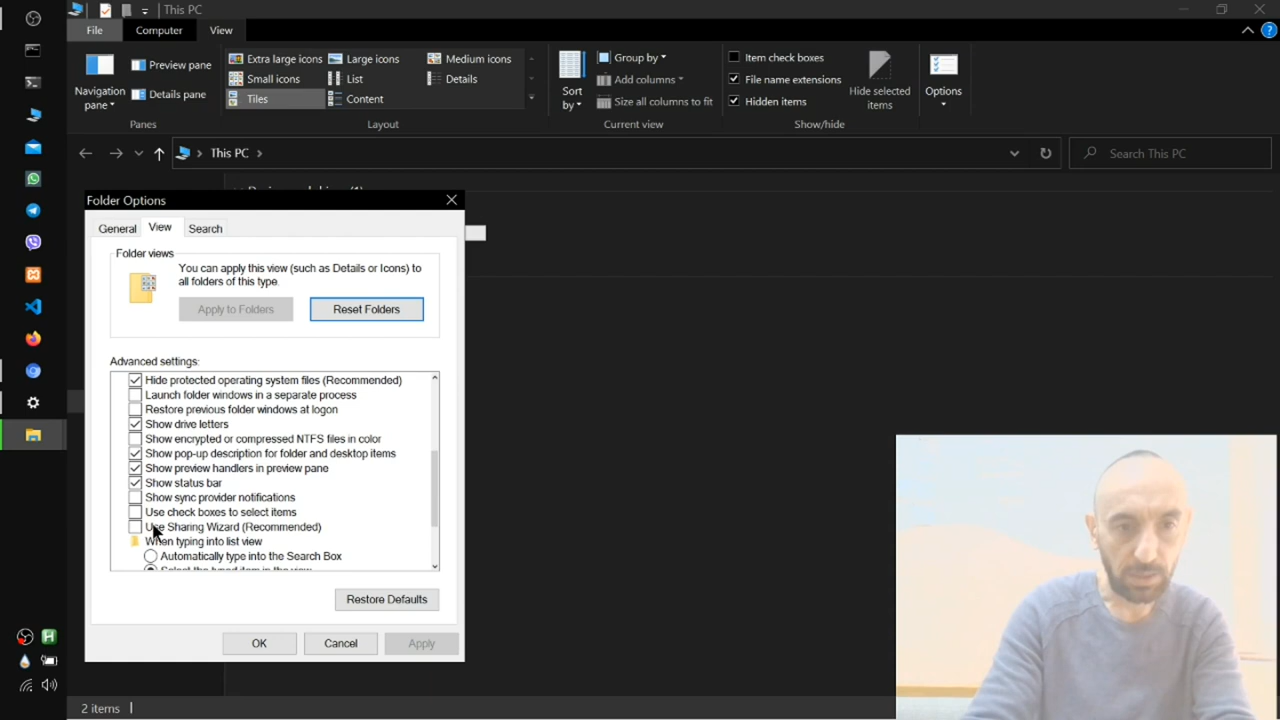 This PC
File
Computer
View
Navigation pane
Preview pane
Details pane
Panes
Extra large icons
Large icons
Medium icons
Small icons
List
Details
Tiles
Content
Layout
Sort by
Group by
Add columns
Size all columns to fit
Current view
Item check boxes
File name extensions
Hidden items
Hide selected items
Show/hide
Options
This PC
Search This PC
Folder Options
General
View
Search
Folder views
You can apply this view (such as Details or Icons) to
all folders of this type.
Apply to Folders
Reset Folders
Advanced settings:
Hide protected operating system files (Recommended)
Launch folder windows in a separate process
Restore previous folder windows at logon
Show drive letters
Show encrypted or compressed NTFS files in color
Show pop-up description for folder and desktop items
Show preview handlers in preview pane
Show status bar
Show sync provider notifications
Use check boxes to select items
Use Sharing Wizard (Recommended)
When typing into list view
Automatically type into the Search Box
Select the typed item in the view
Restore Defaults
OK
Cancel
Apply
2 items